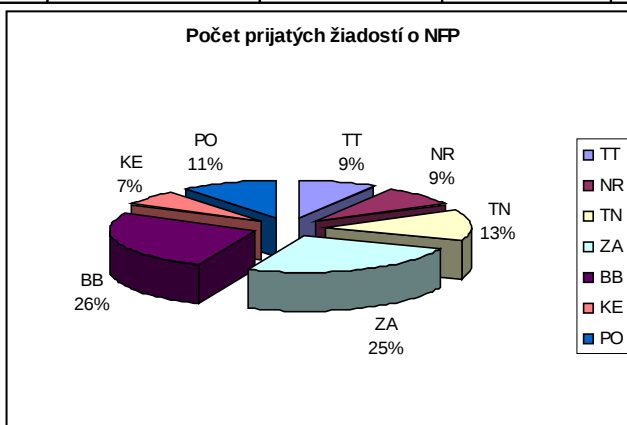 Počet prijatých žiadostí o NFP
PO
11%
TT
9%
NR
9%
KE
7%
TN
13%
BB
26%
ZA
25%
TT
NR
TN
ZA
BB
KE
PO